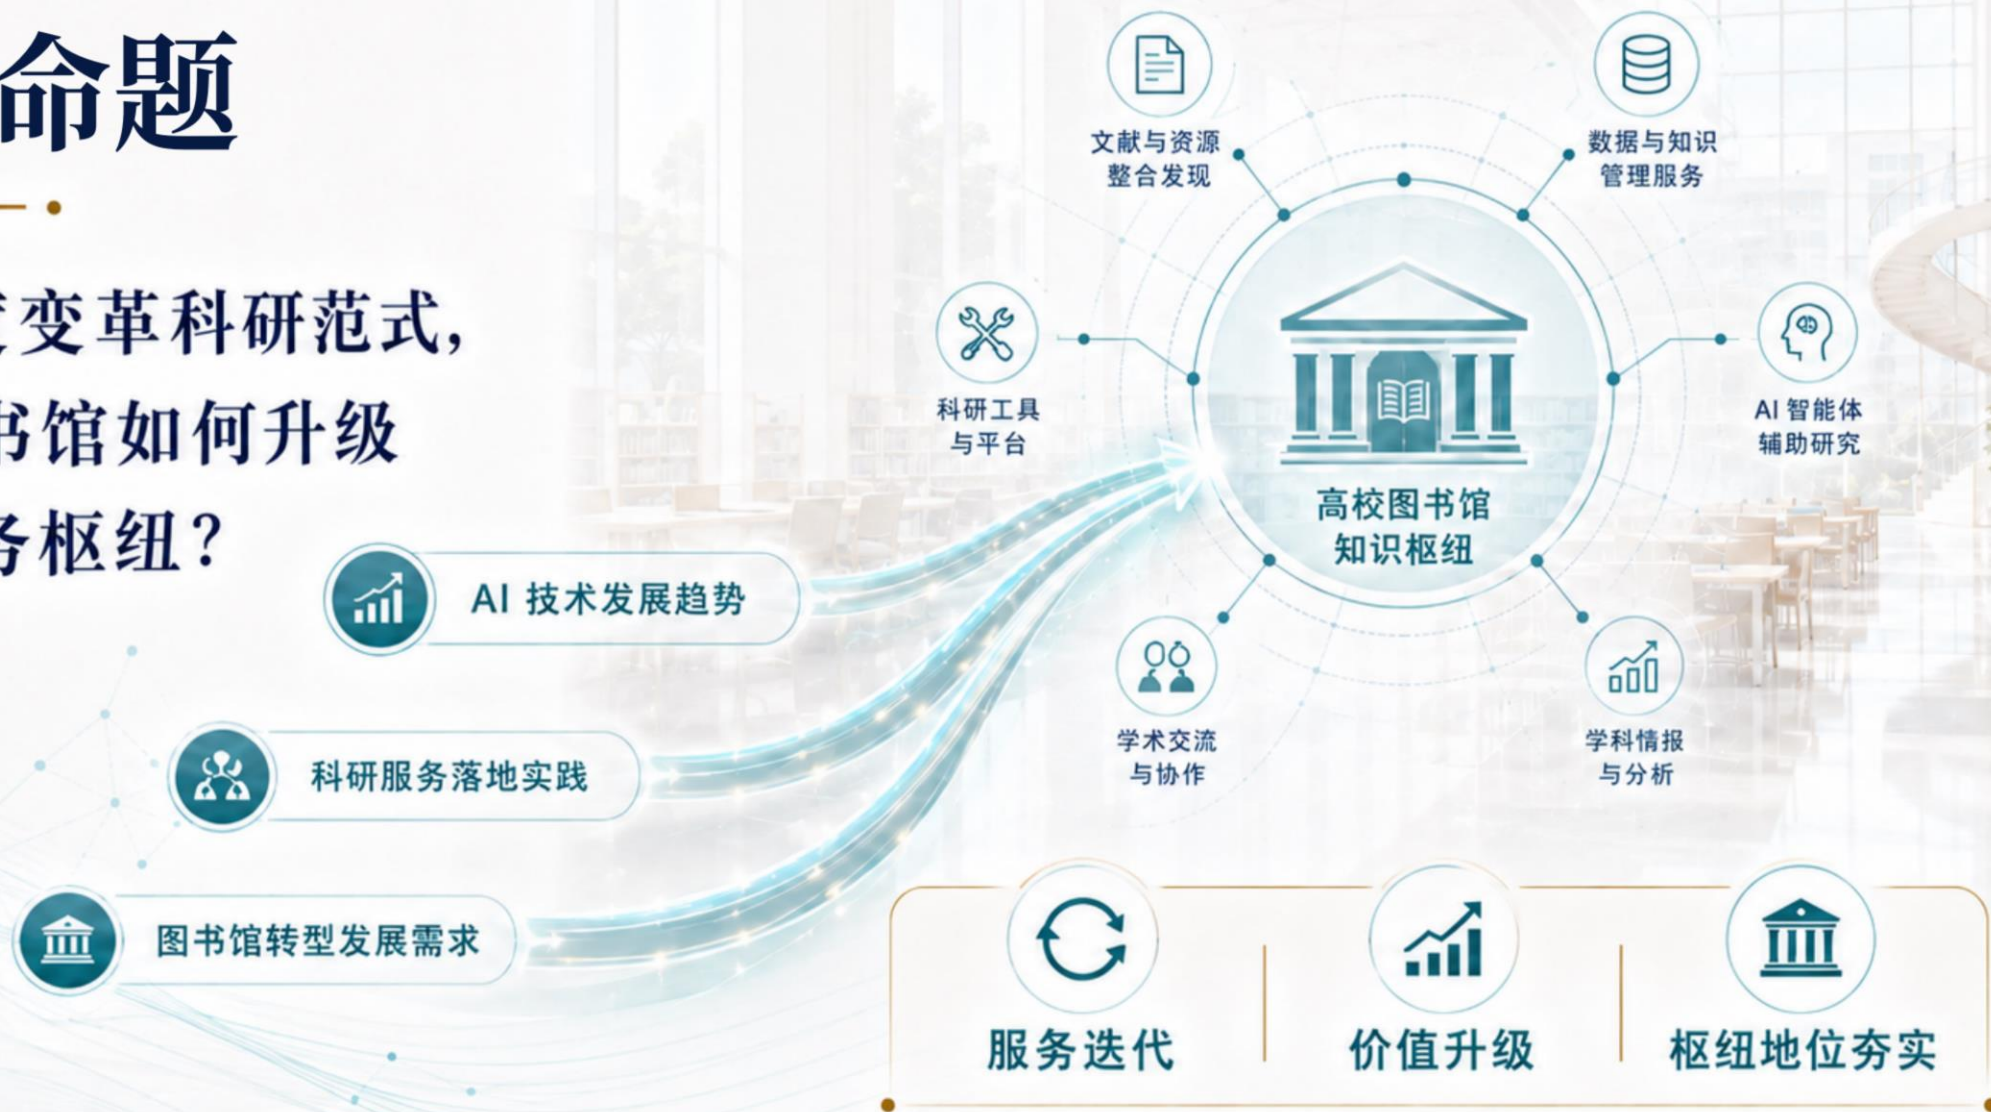 命题
变革科研范式,
书馆如何升级
务枢纽?
文献与资源
整合发现
数据与知识
管理服务
科研工具
与平台
AI 智能体
辅助研究
高校图书馆
知识枢纽
学术交流
与协作
学科情报
与分析
AI 技术发展趋势
科研服务落地实践
图书馆转型发展需求
服务迭代
价值升级
枢纽地位夯实